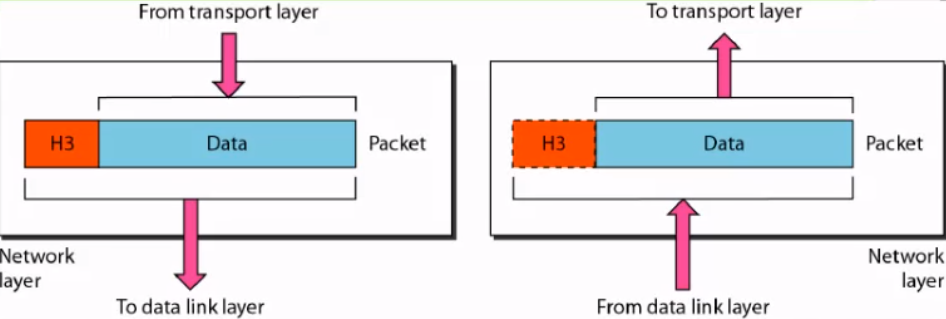 From transport layer
H3
Data
Packet
Network
layer
To data link layer
To transport layer
H3
Data
Packet
Network
layer
From data link layer